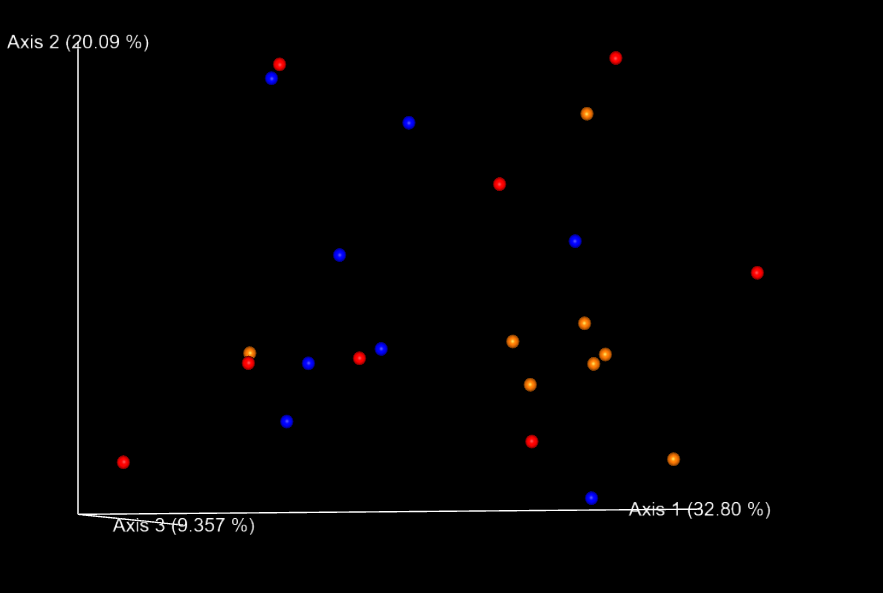 Axis 2 (20.09 %)
Axis 1 (32.80 %)
Axis 3 (9.357 %)